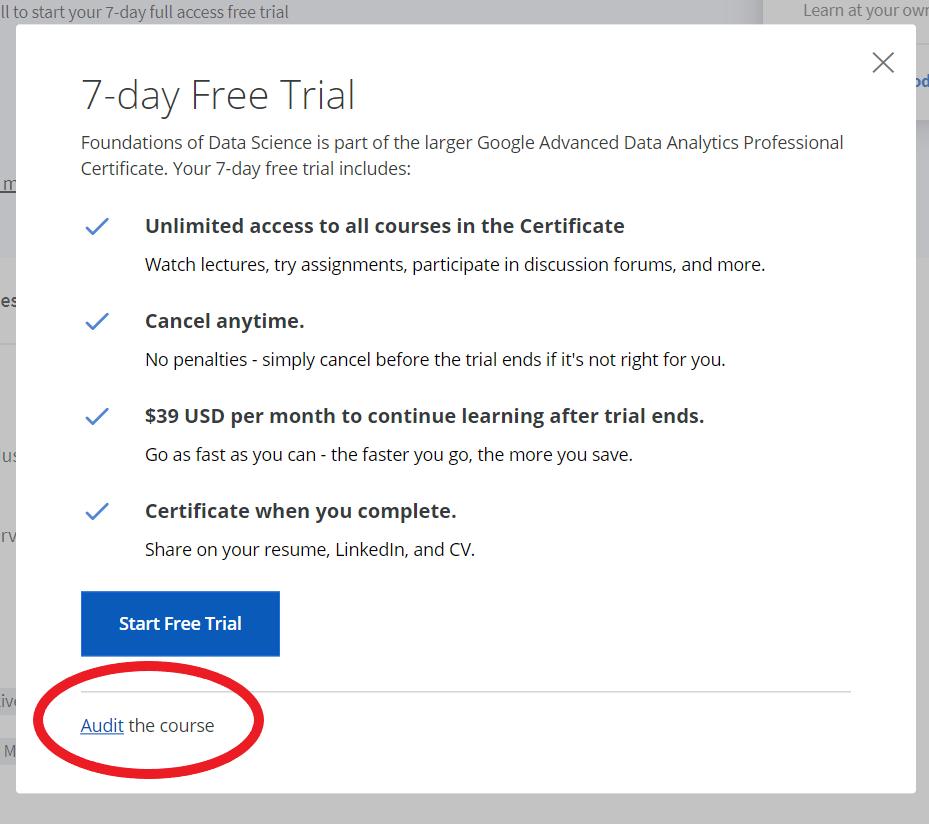 ll to start your 7-day full access free trial
Learn at your own
7-day Free Trial
Foundations of Data Science is part of the larger Google Advanced Data Analytics Professional
Certificate. Your 7-day free trial includes:
Unlimited access to all courses in the Certificate
Watch lectures, try assignments, participate in discussion forums, and more.
Cancel anytime.
No penalties - simply cancel before the trial ends if it's not right for you.
$39 USD per month to continue learning after trial ends.
Go as fast as you can - the faster you go, the more you save.
Certificate when you complete.
Share on your resume, LinkedIn, and CV.
Start Free Trial
Audit the course